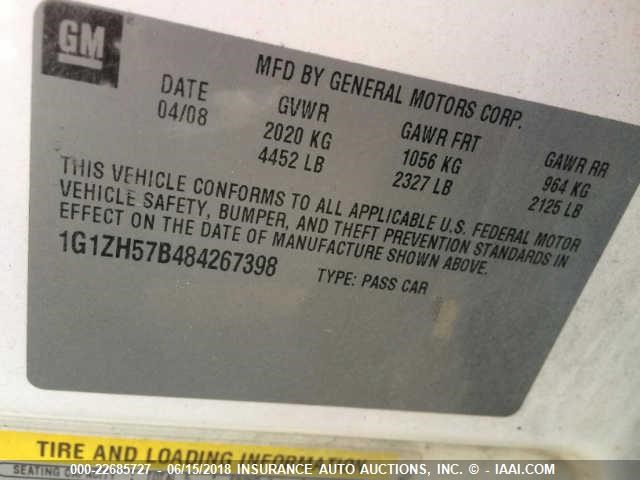 GM
MFD BY GENERAL MOTORS CORP.
DATE GVWR GAWR FRT GAWR RR
04/08 2020 KG 1056 KG 964 KG
4452 LB 2327 LB 2125 LB
THIS VEHICLE CONFORMS TO ALL APPLICABLE U.S. FEDERAL MOTOR
VEHICLE SAFETY, BUMPER, AND THEFT PREVENTION STANDARDS IN
EFFECT ON THE DATE OF MANUFACTURE SHOWN ABOVE.
1G1ZH57B484267398 TYPE: PASS CAR
TIRE AND LOADING INFORMATION
SEATING CAPACITY
000-22685727 - 06/15/2018 INSURANCE AUTO AUCTIONS, INC. - IAAI.COM